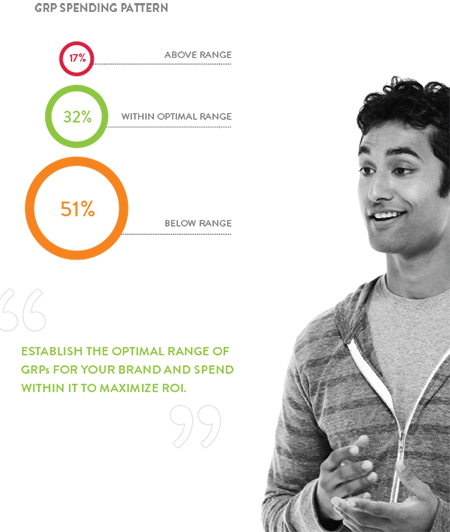 GRP SPENDING PATTERN
17%
ABOVE RANGE
32%
WITHIN OPTIMAL RANGE
51%
BELOW RANGE
“
ESTABLISH THE OPTIMAL RANGE OF
GRPs FOR YOUR BRAND AND SPEND
WITHIN IT TO MAXIMIZE ROI.
”